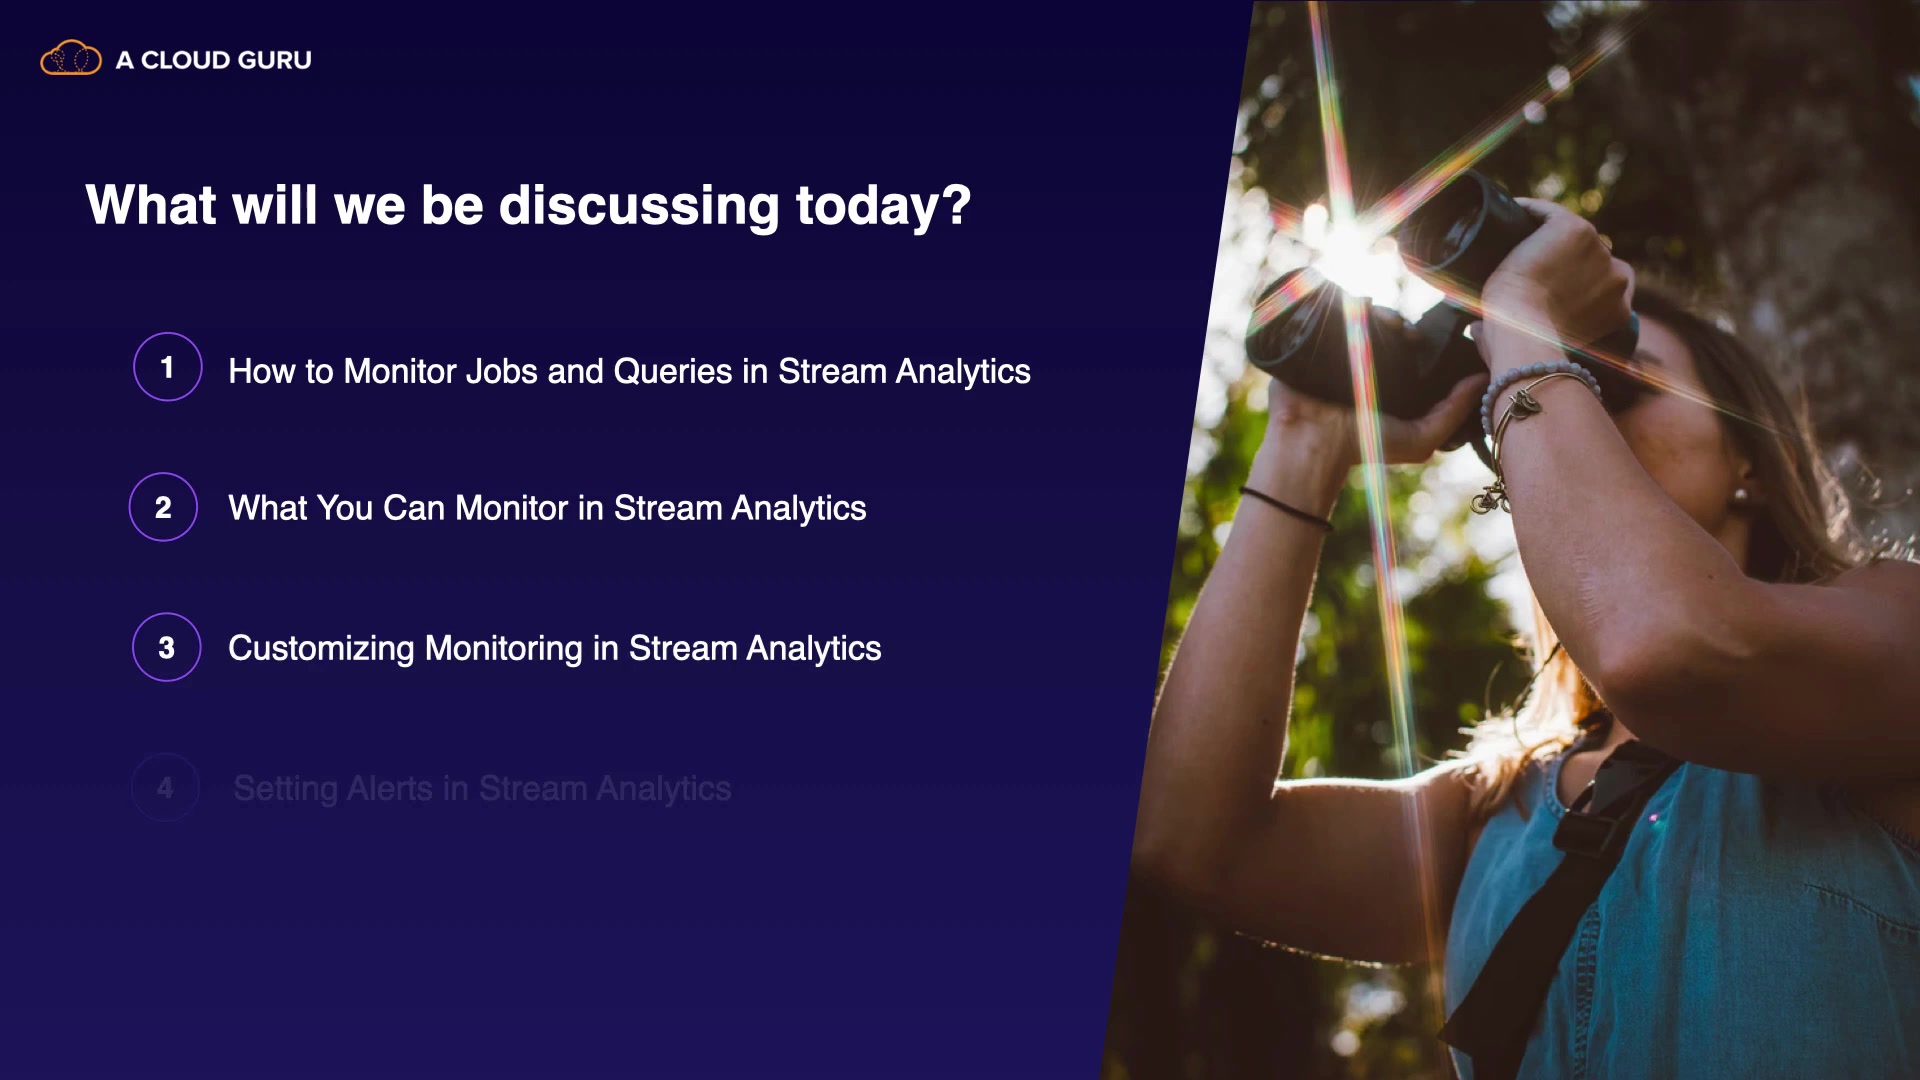 A CLOUD GURU
What will we be discussing today?
1 How to Monitor Jobs and Queries in Stream Analytics
2 What You Can Monitor in Stream Analytics
3 Customizing Monitoring in Stream Analytics
4 Setting Alerts in Stream Analytics